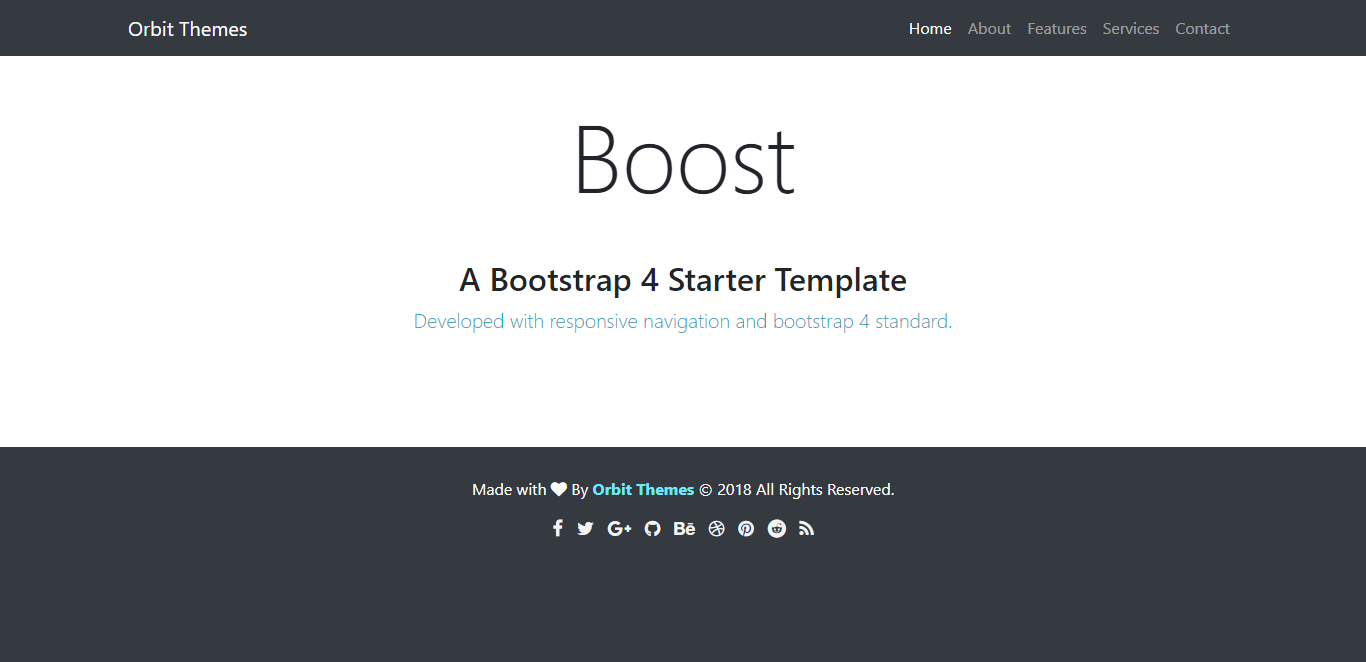 Orbit Themes
Home About Features Services Contact
Boost
A Bootstrap 4 Starter Template
Developed with responsive navigation and bootstrap 4 standard.
Made with By Orbit Themes © 2018 All Rights Reserved.